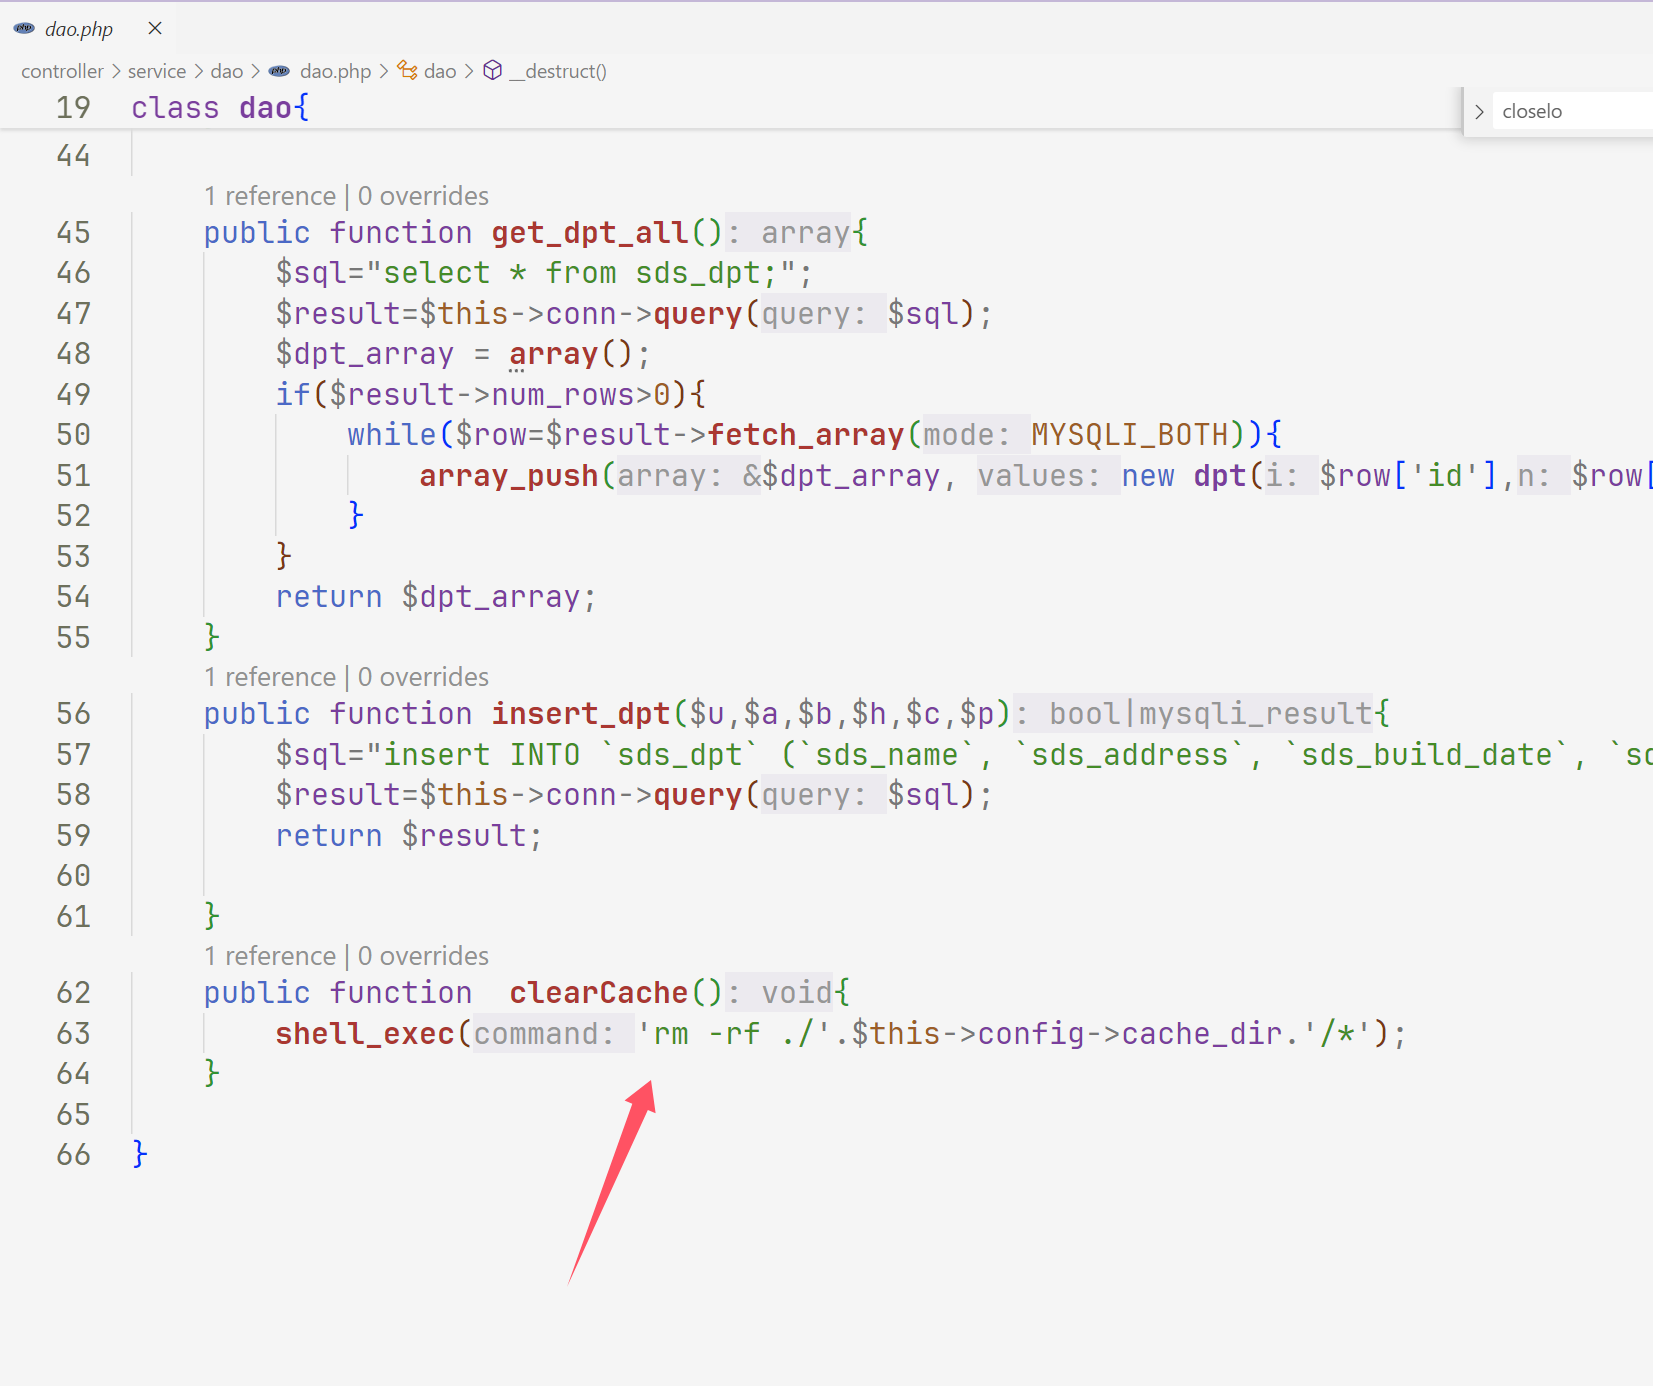 php dao.php
controller > service > dao > php dao.php > dao > __destruct()
19 class dao{
closelo
44
1 reference | 0 overrides
45 public function get_dpt_all(): array{
46 $sql="select * from sds_dpt;";
47 $result=$this->conn->query(query: $sql);
48 $dpt_array = array();
49 if($result->num_rows>0){
50 while($row=$result->fetch_array(mode: MYSQLI_BOTH)){
51 array_push(array: &$dpt_array, values: new dpt(i: $row['id'],n: $row[
52 }
53 }
54 return $dpt_array;
55 }
1 reference | 0 overrides
56 public function insert_dpt($u,$a,$b,$h,$c,$p): bool|mysqli_result{
57 $sql="insert INTO `sds_dpt` (`sds_name`, `sds_address`, `sds_build_date`, `
58 $result=$this->conn->query(query: $sql);
59 return $result;
60
61 }
1 reference | 0 overrides
62 public function  clearCache(): void{
63 shell_exec(command: 'rm -rf ./'.$this->config->cache_dir.'/*');
64 }
65
66 }